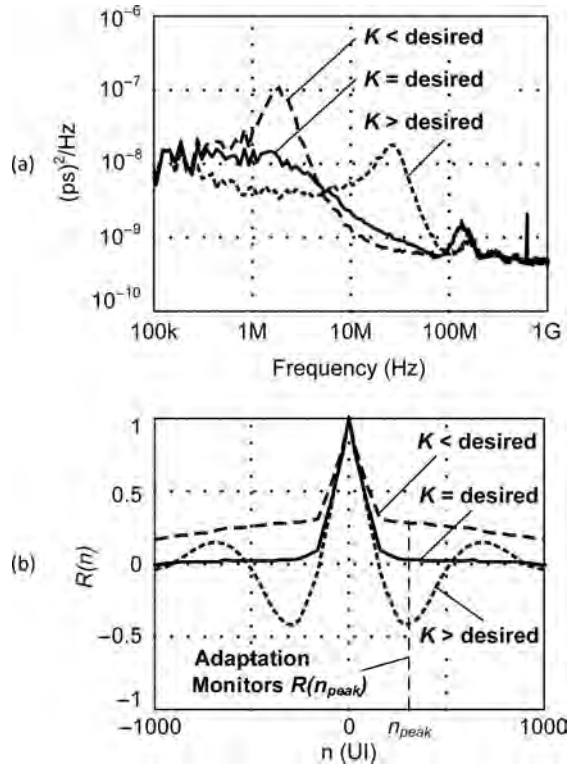 (a)
(ps)²/Hz
10⁻⁶
10⁻⁷
10⁻⁸
10⁻⁹
10⁻¹⁰
K < desired
K = desired
K > desired
100k 1M 10M 100M 1G
Frequency (Hz)
(b)
R(n)
1
0.5
0
−0.5
−1
K < desired
K = desired
K > desired
Adaptation
Monitors R(npeak)
−1000 0 npeak 1000
n (UI)